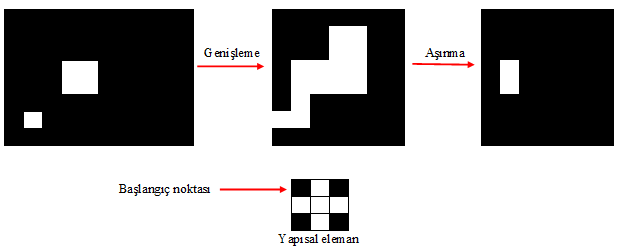 Genişleme
Aşınma
Başlangıç noktası
Yapısal eleman